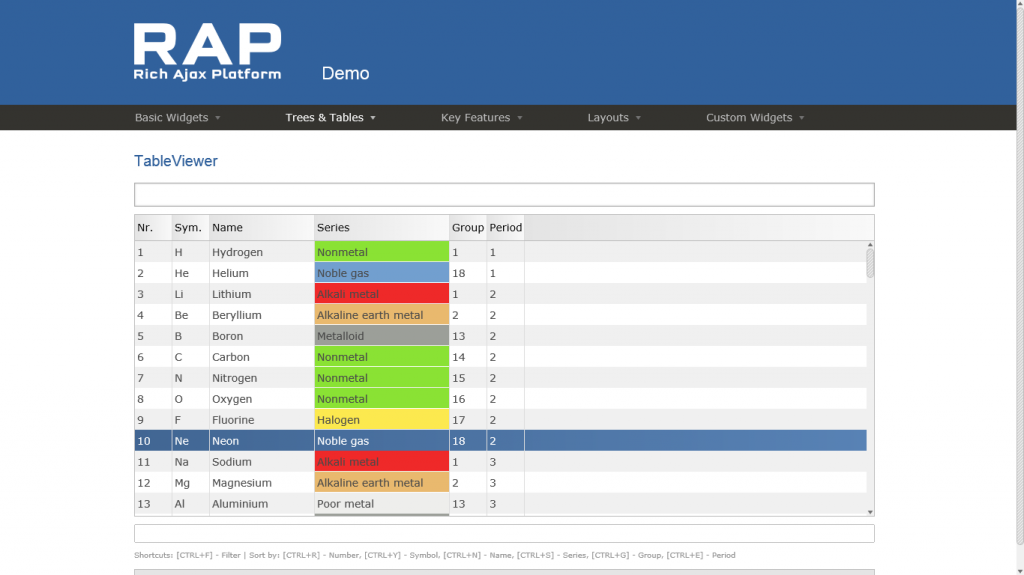 RAP
Rich Ajax Platform
Demo
Basic Widgets Trees & Tables Key Features Layouts Custom Widgets
TableViewer
Nr. Sym. Name Series Group Period
1 H Hydrogen Nonmetal 1 1
2 He Helium Noble gas 18 1
3 Li Lithium Alkali metal 1 2
4 Be Beryllium Alkaline earth metal 2 2
5 B Boron Metalloid 13 2
6 C Carbon Nonmetal 14 2
7 N Nitrogen Nonmetal 15 2
8 O Oxygen Nonmetal 16 2
9 F Fluorine Halogen 17 2
10 Ne Neon Noble gas 18 2
11 Na Sodium Alkali metal 1 3
12 Mg Magnesium Alkaline earth metal 2 3
13 Al Aluminium Poor metal 13 3
Shortcuts: [CTRL+F] - Filter | Sort by: [CTRL+R] - Number, [CTRL+Y] - Symbol, [CTRL+N] - Name, [CTRL+S] - Series, [CTRL+G] - Group, [CTRL+E] - Period